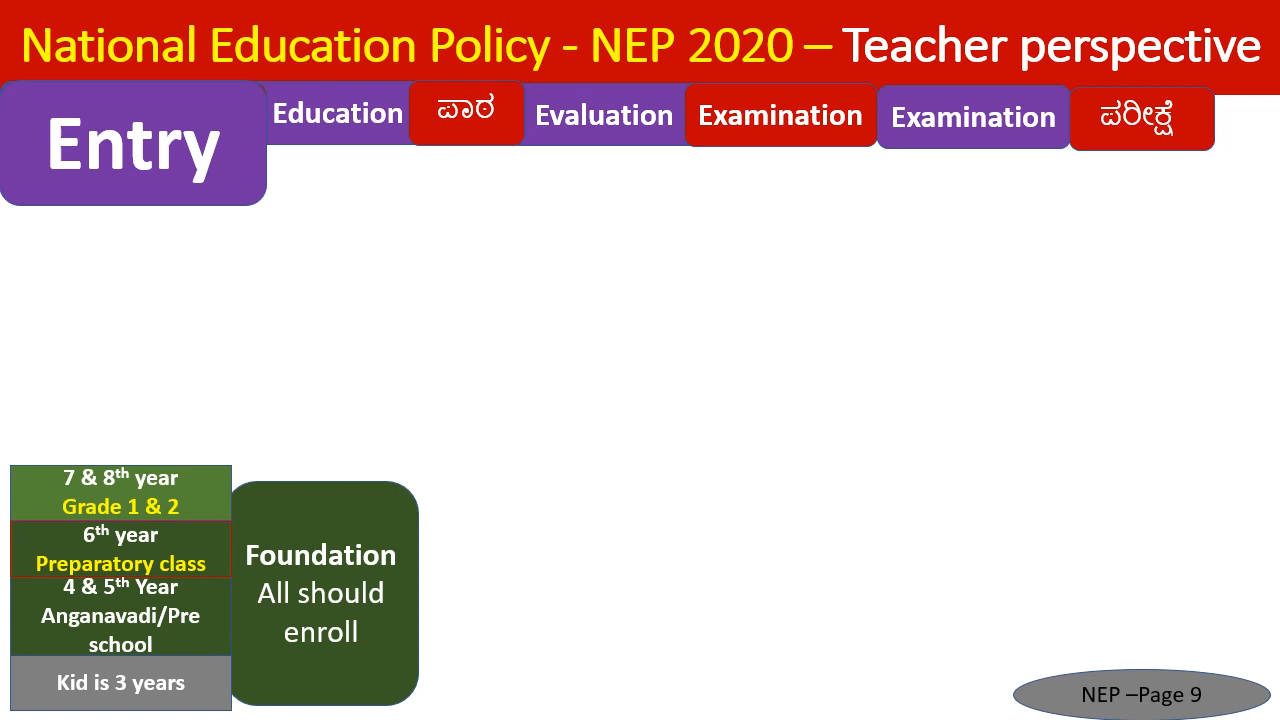 National Education Policy - NEP 2020 – Teacher perspective
Entry
Education
ಪಾಠ
Evaluation
Examination
Examination
ಪರೀಕ್ಷೆ
7 & 8th year
Grade 1 & 2
6th year
Preparatory class
4 & 5th Year
Anganavadi/Pre
school
Kid is 3 years
Foundation
All should
enroll
NEP –Page 9